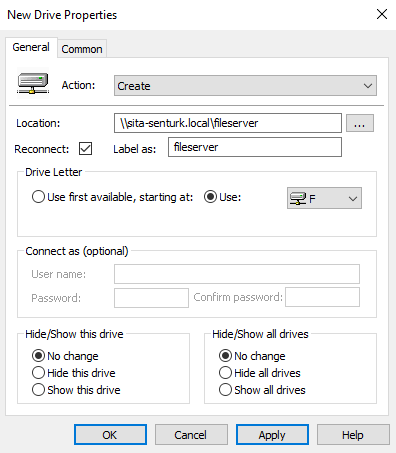 New Drive Properties
General Common
Action: Create
Location: \\sita-senturk.local\fileserver ...
Reconnect: Label as: fileserver
Drive Letter
Use first available, starting at: Use: F
Connect as (optional)
User name:
Password: Confirm password:
Hide/Show this drive Hide/Show all drives
No change No change
Hide this drive Hide all drives
Show this drive Show all drives
OK Cancel Apply Help